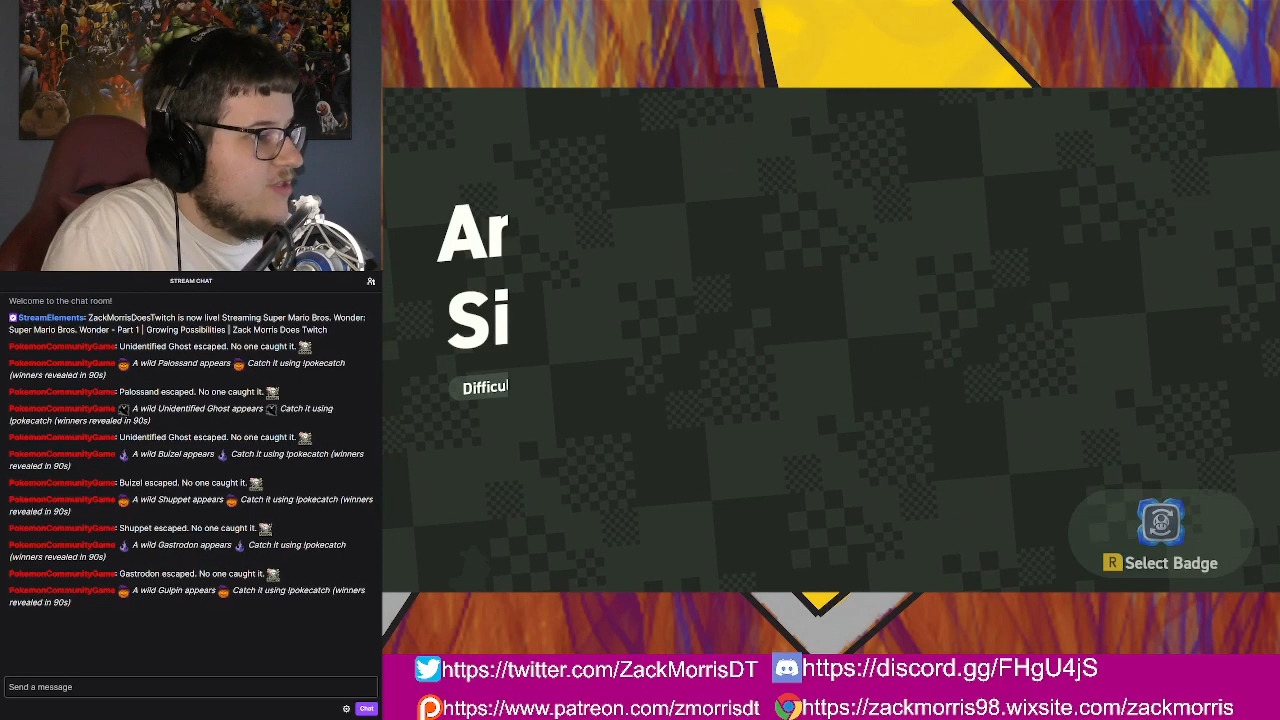 STREAM CHAT
Welcome to the chat room!
StreamElements: ZackMorrisDoesTwitch is now live! Streaming Super Mario Bros. Wonder:
Super Mario Bros. Wonder - Part 1 | Growing Possibilities | Zack Morris Does Twitch
PokemonCommunityGame: Unidentified Ghost escaped. No one caught it.
PokemonCommunityGame A wild Palossand appears Catch it using !pokecatch
(winners revealed in 90s)
PokemonCommunityGame: Palossand escaped. No one caught it.
PokemonCommunityGame A wild Unidentified Ghost appears Catch it using
!pokecatch (winners revealed in 90s)
PokemonCommunityGame: Unidentified Ghost escaped. No one caught it.
PokemonCommunityGame A wild Buizel appears Catch it using !pokecatch (winners
revealed in 90s)
PokemonCommunityGame: Buizel escaped. No one caught it.
PokemonCommunityGame A wild Shuppet appears Catch it using !pokecatch (winners
revealed in 90s)
PokemonCommunityGame: Shuppet escaped. No one caught it.
PokemonCommunityGame A wild Gastrodon appears Catch it using !pokecatch
(winners revealed in 90s)
PokemonCommunityGame: Gastrodon escaped. No one caught it.
PokemonCommunityGame A wild Gulpin appears Catch it using !pokecatch (winners
revealed in 90s)
Send a message
Chat
Ar
Si
Difficul
R Select Badge
https://twitter.com/ZackMorrisDT
https://discord.gg/FHgU4jS
https://www.patreon.com/zmorrisdt
https://zackmorris98.wixsite.com/zackmorris